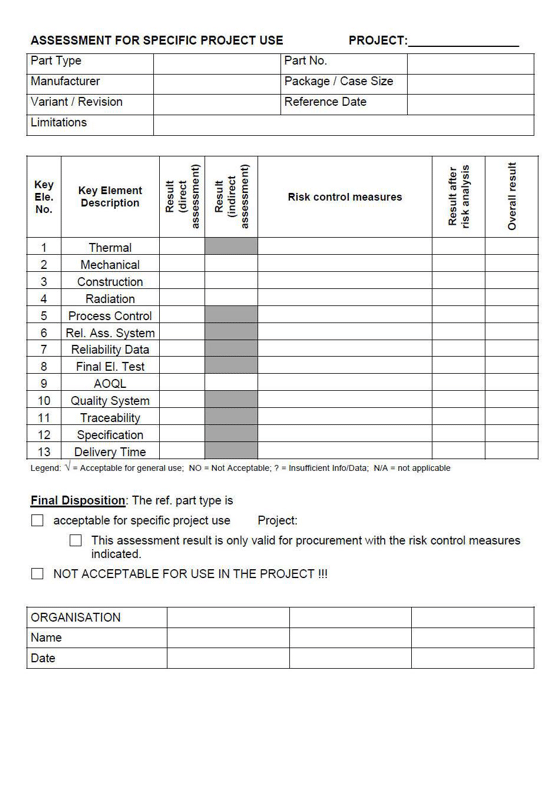 ASSESSMENT FOR SPECIFIC PROJECT USE PROJECT:___________________
Part Type Part No.
Manufacturer Package / Case Size
Variant / Revision Reference Date
Limitations
Key Ele. No. Key Element Description Result (direct assessment) Result (indirect assessment) Risk control measures Result after risk analysis Overall result
1 Thermal
2 Mechanical
3 Construction
4 Radiation
5 Process Control
6 Rel. Ass. System
7 Reliability Data
8 Final El. Test
9 AOQL
10 Quality System
11 Traceability
12 Specification
13 Delivery Time
Legend: √ = Acceptable for general use; NO = Not Acceptable; ? = Insufficient Info/Data; N/A = not applicable
Final Disposition: The ref. part type is
acceptable for specific project use Project:
This assessment result is only valid for procurement with the risk control measures
indicated.
NOT ACCEPTABLE FOR USE IN THE PROJECT !!!
ORGANISATION
Name
Date